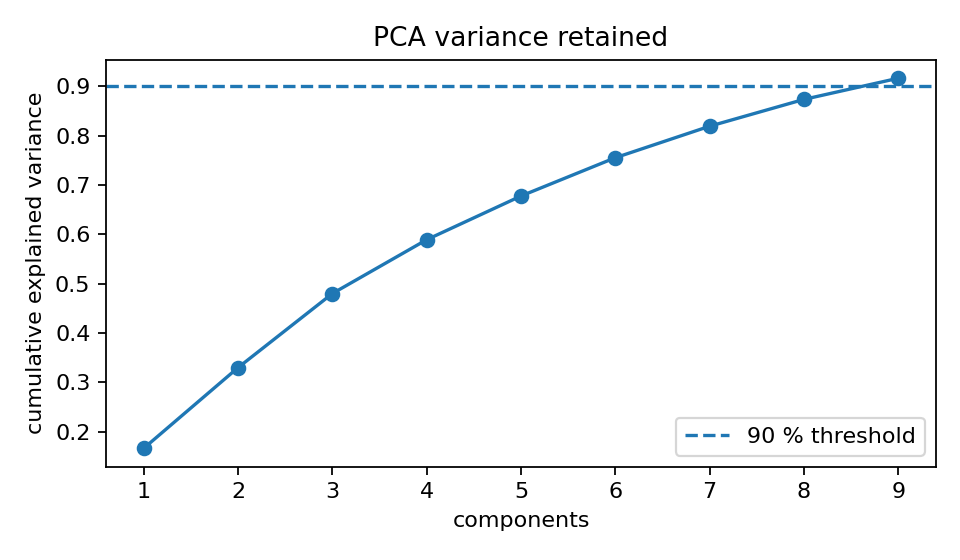 PCA variance retained
cumulative explained variance
0.9
0.8
0.7
0.6
0.5
0.4
0.3
0.2
90 % threshold
1 2 3 4 5 6 7 8 9
components